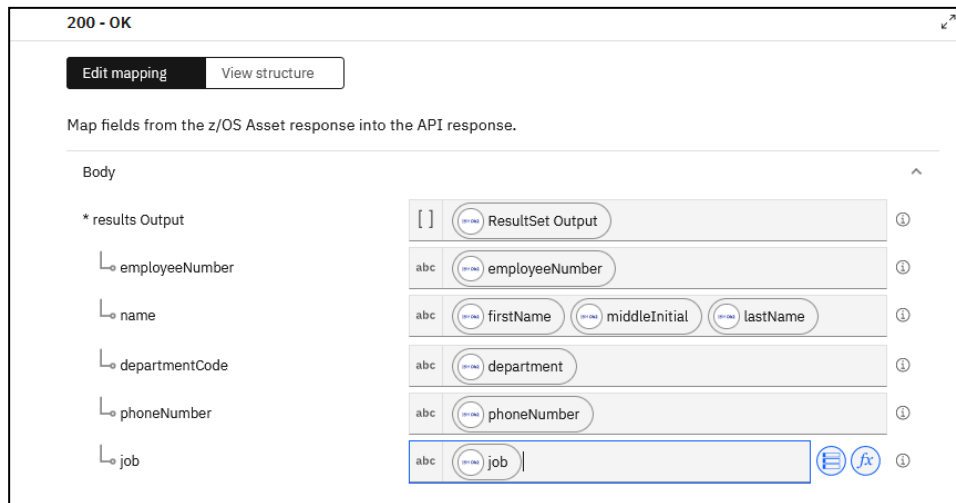 200 - OK
Edit mapping View structure
Map fields from the z/OS Asset response into the API response.
Body
* results Output [ ] ResultSet Output
employeeNumber abc employeeNumber
name abc firstName middleInitial lastName
departmentCode abc department
phoneNumber abc phoneNumber
job abc job fx